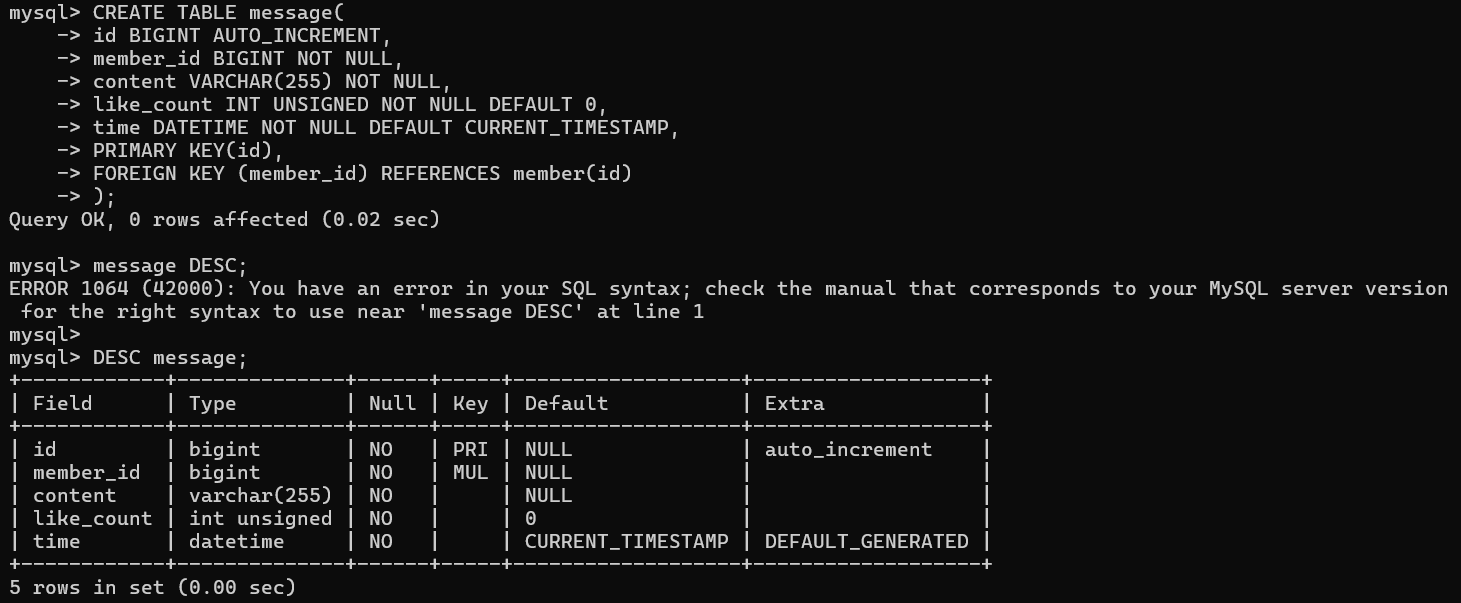 mysql> CREATE TABLE message(
    -> id BIGINT AUTO_INCREMENT,
    -> member_id BIGINT NOT NULL,
    -> content VARCHAR(255) NOT NULL,
    -> like_count INT UNSIGNED NOT NULL DEFAULT 0,
    -> time DATETIME NOT NULL DEFAULT CURRENT_TIMESTAMP,
    -> PRIMARY KEY(id),
    -> FOREIGN KEY (member_id) REFERENCES member(id)
    -> );
Query OK, 0 rows affected (0.02 sec)

mysql> message DESC;
ERROR 1064 (42000): You have an error in your SQL syntax; check the manual that corresponds to your MySQL server version
 for the right syntax to use near 'message DESC' at line 1
mysql>
mysql> DESC message;
+------------+--------------+------+-----+-------------------+-------------------+
| Field      | Type         | Null | Key | Default           | Extra             |
+------------+--------------+------+-----+-------------------+-------------------+
| id         | bigint       | NO   | PRI | NULL              | auto_increment    |
| member_id  | bigint       | NO   | MUL | NULL              |                   |
| content    | varchar(255) | NO   |     | NULL              |                   |
| like_count | int unsigned | NO   |     | 0                 |                   |
| time       | datetime     | NO   |     | CURRENT_TIMESTAMP | DEFAULT_GENERATED |
+------------+--------------+------+-----+-------------------+-------------------+
5 rows in set (0.00 sec)